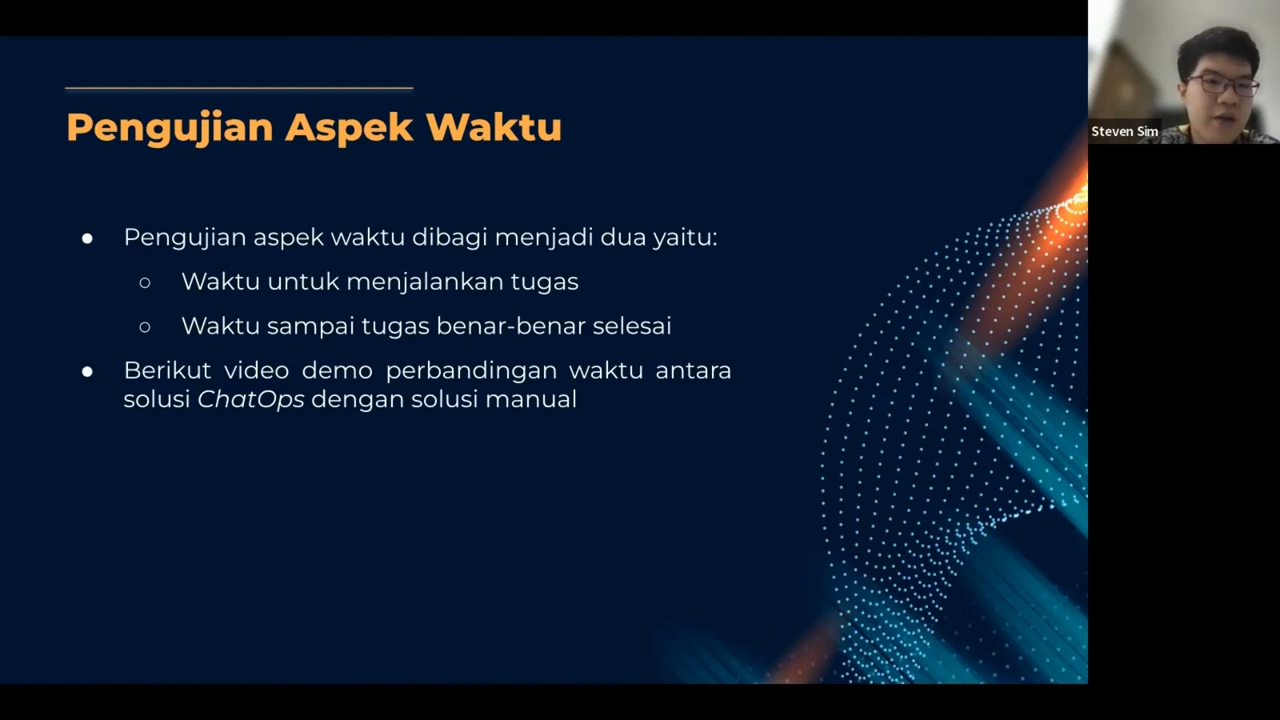 Pengujian Aspek Waktu
● Pengujian aspek waktu dibagi menjadi dua yaitu:
○ Waktu untuk menjalankan tugas
○ Waktu sampai tugas benar-benar selesai
● Berikut video demo perbandingan waktu antara
solusi ChatOps dengan solusi manual
Steven Sim